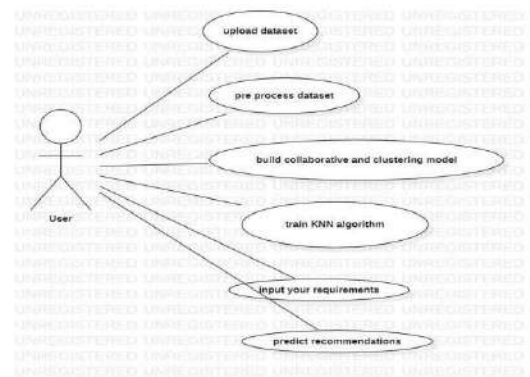 upload dataset
pre process dataset
build collaborative and clustering model
User
train KNN algorithm
input your requirements
predict recommendations